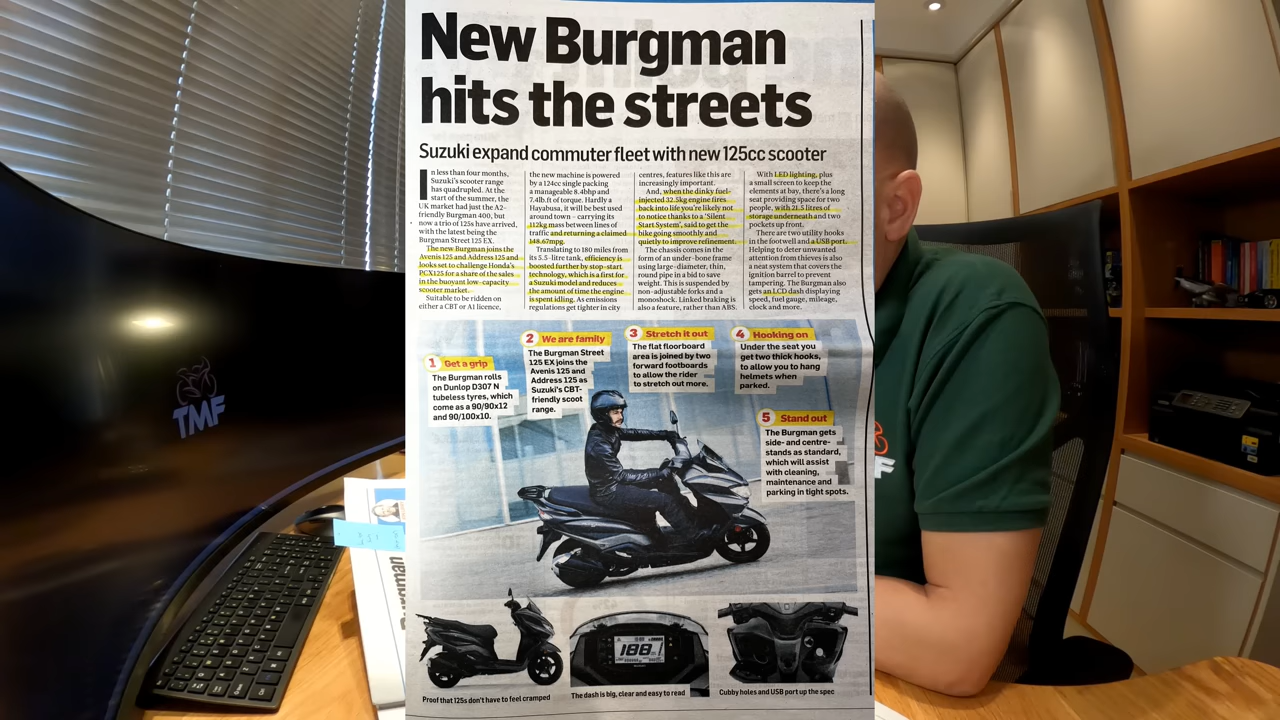 New Burgman
hits the streets
Suzuki expand commuter fleet with new 125cc scooter
In less than four months,
Suzuki's scooter range
has quadrupled. At the
start of the summer, the
UK market had just the A2-
friendly Burgman 400, but
now a trio of 125s have arrived,
with the latest being the
Burgman Street 125 EX.
The new Burgman joins the
Avenis 125 and Address 125 and
looks set to challenge Honda's
PCX125 for a share of the sales
in the buoyant low-capacity
scooter market.
Suitable to be ridden on
either a CBT or A1 licence,
the new machine is powered
by a 124cc single packing
a manageable 8.4bhp and
7.4lb.ft of torque. Hardly a
Hayabusa, it will be best used
around town – carrying its
112kg mass between lines of
traffic and returning a claimed
148.67mpg.
Translating to 180 miles from
its 5.5-litre tank, efficiency is
boosted further by stop-start
technology, which is a first for
a Suzuki model and reduces
the amount of time the engine
is spent idling. As emissions
regulations get tighter in city
centres, features like this are
increasingly important.
And, when the dinky fuel-
injected 32.5kg engine fires
back into life you're likely not
to notice thanks to a 'Silent
Start System', said to get the
bike going smoothly and
quietly to improve refinement.
The chassis comes in the
form of an under-bone frame
using large-diameter, thin,
round pipe in a bid to save
weight. This is suspended by
non-adjustable forks and a
monoshock. Linked braking is
also a feature, rather than ABS.
With LED lighting, plus
a small screen to keep the
elements at bay, there's a long
seat providing space for two
people, with 21.5 litres of
storage underneath and two
pockets up front.
There are two utility hooks
in the footwell and a USB port.
Helping to deter unwanted
attention from thieves is also
a neat system that covers the
ignition barrel to prevent
tampering. The Burgman also
gets an LCD dash displaying
speed, fuel gauge, mileage,
clock and more.
1 Get a grip
The Burgman rolls
on Dunlop D307 N
tubeless tyres, which
come as a 90/90x12
and 90/100x10.
2 We are family
The Burgman Street
125 EX joins the
Avenis 125 and
Address 125 as
Suzuki's CBT-
friendly scoot
range.
3 Stretch it out
The flat floorboard
area is joined by two
forward footboards
to allow the rider
to stretch out more.
4 Hooking on
Under the seat you
get two thick hooks,
to allow you to hang
helmets when
parked.
5 Stand out
The Burgman gets
side- and centre-
stands as standard,
which will assist
with cleaning,
maintenance and
parking in tight spots.
188
Proof that 125s don't have to feel cramped
The dash is big, clear and easy to read
Cubby holes and USB port up the spec
TMF
Burgman